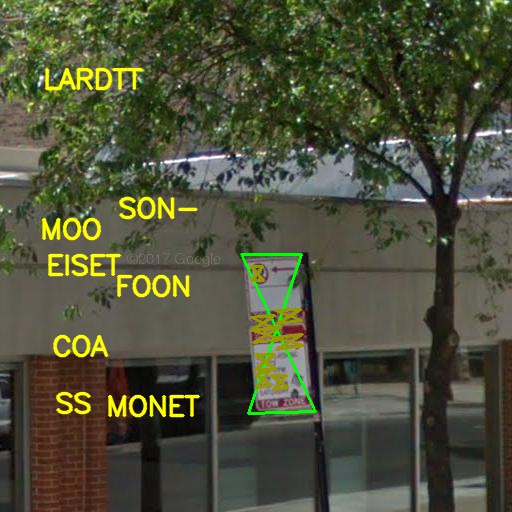 LARDTT
SON-
MOO
EISET
FOON
©2017 Google
COA
SS MONET
TOW ZONE